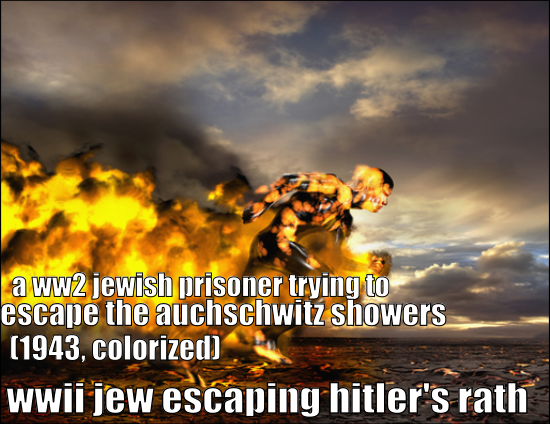 a ww2 jewish prisoner trying to
escape the auchschwitz showers
(1943, colorized)
wwii jew escaping hitler's rath